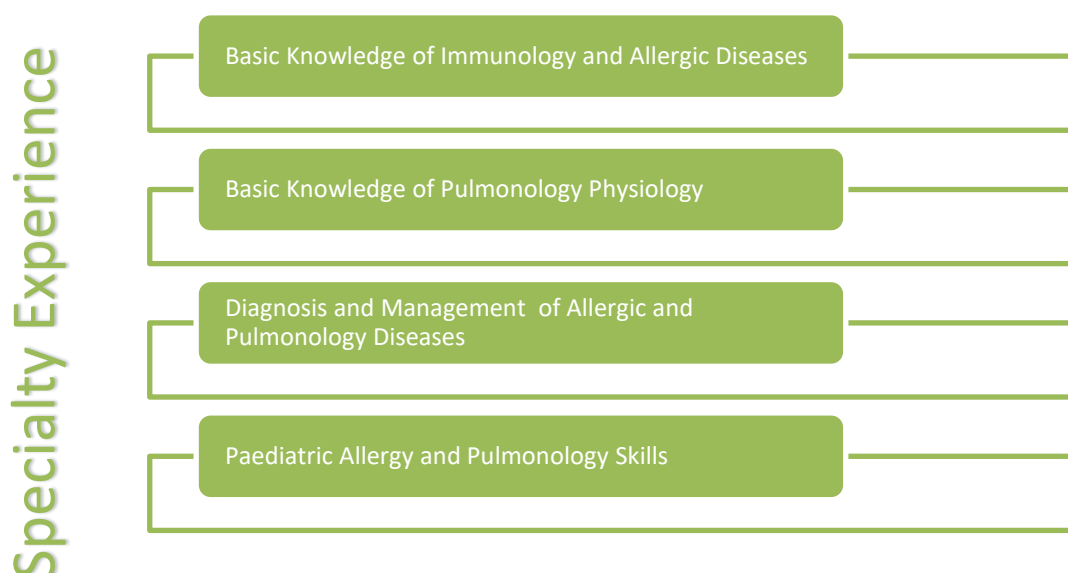 Specialty Experience
Basic Knowledge of Immunology and Allergic Diseases
Basic Knowledge of Pulmonology Physiology
Diagnosis and Management  of Allergic and
Pulmonology Diseases
Paediatric Allergy and Pulmonology Skills